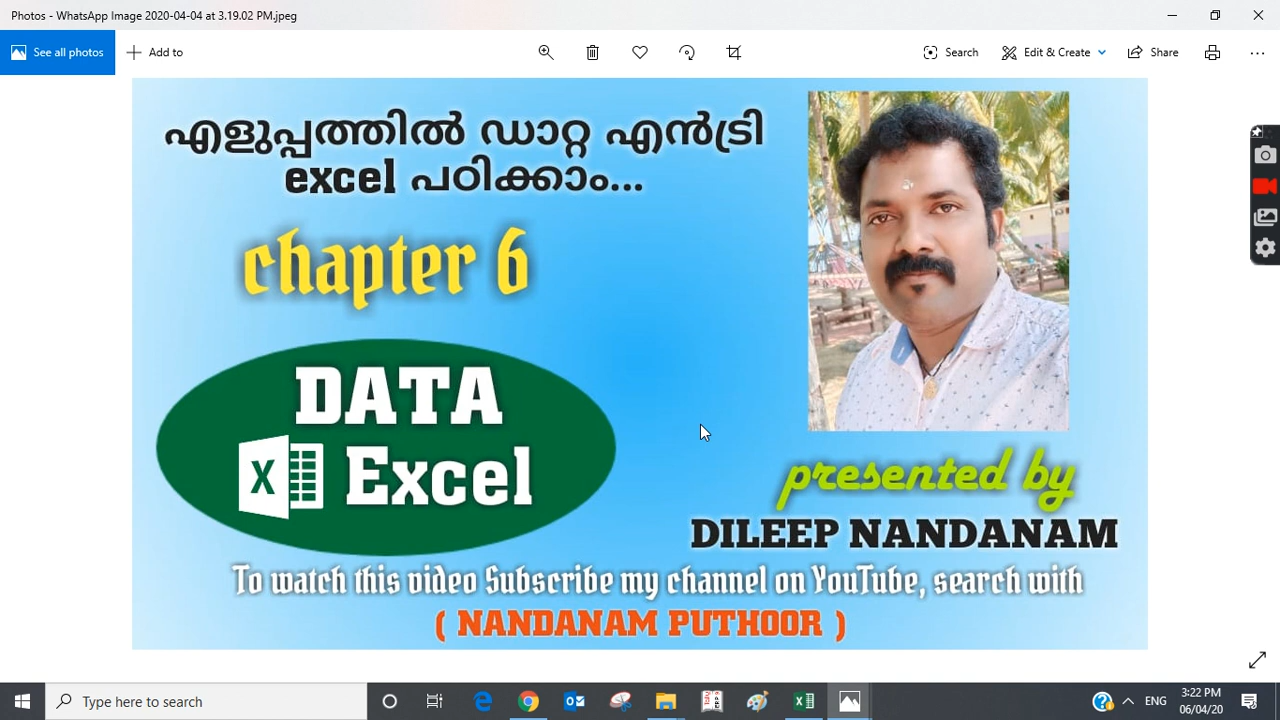 Photos - WhatsApp Image 2020-04-04 at 3.19.02 PM.jpeg
See all photos
Add to
Search
Edit & Create
Share
എളുപ്പത്തിൽ ഡാറ്റ എൻട്രി
excel പഠിക്കാം...
chapter 6
DATA
X Excel
presented by
DILEEP NANDANAM
To watch this video Subscribe my channel on YouTube, search with
( NANDANAM PUTHOOR )
Type here to search
ENG
3:22 PM
06/04/20